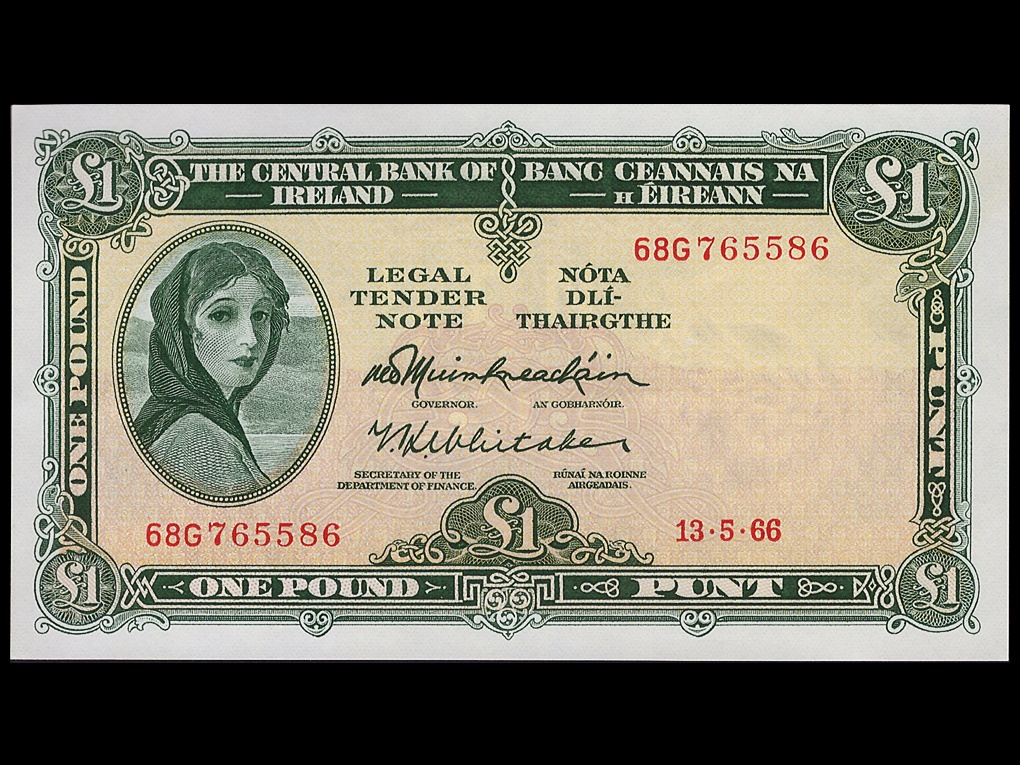 £1
THE CENTRAL BANK OF
IRELAND
BANC CEANNAIS NA
H ÉIREANN
£1
68G765586
LEGAL
TENDER
NOTE
NÓTA
DLÍ-
THAIRGTHE
ONE POUND
PUNT
GOVERNOR. AN GOBHARNÓIR.
T.K. Whitaker
SECRETARY OF THE
DEPARTMENT OF FINANCE.
RÚNAÍ NA ROINNE
AIRGEADAIS.
68G765586
£1
13·5·66
£1
ONE POUND
PUNT
£1